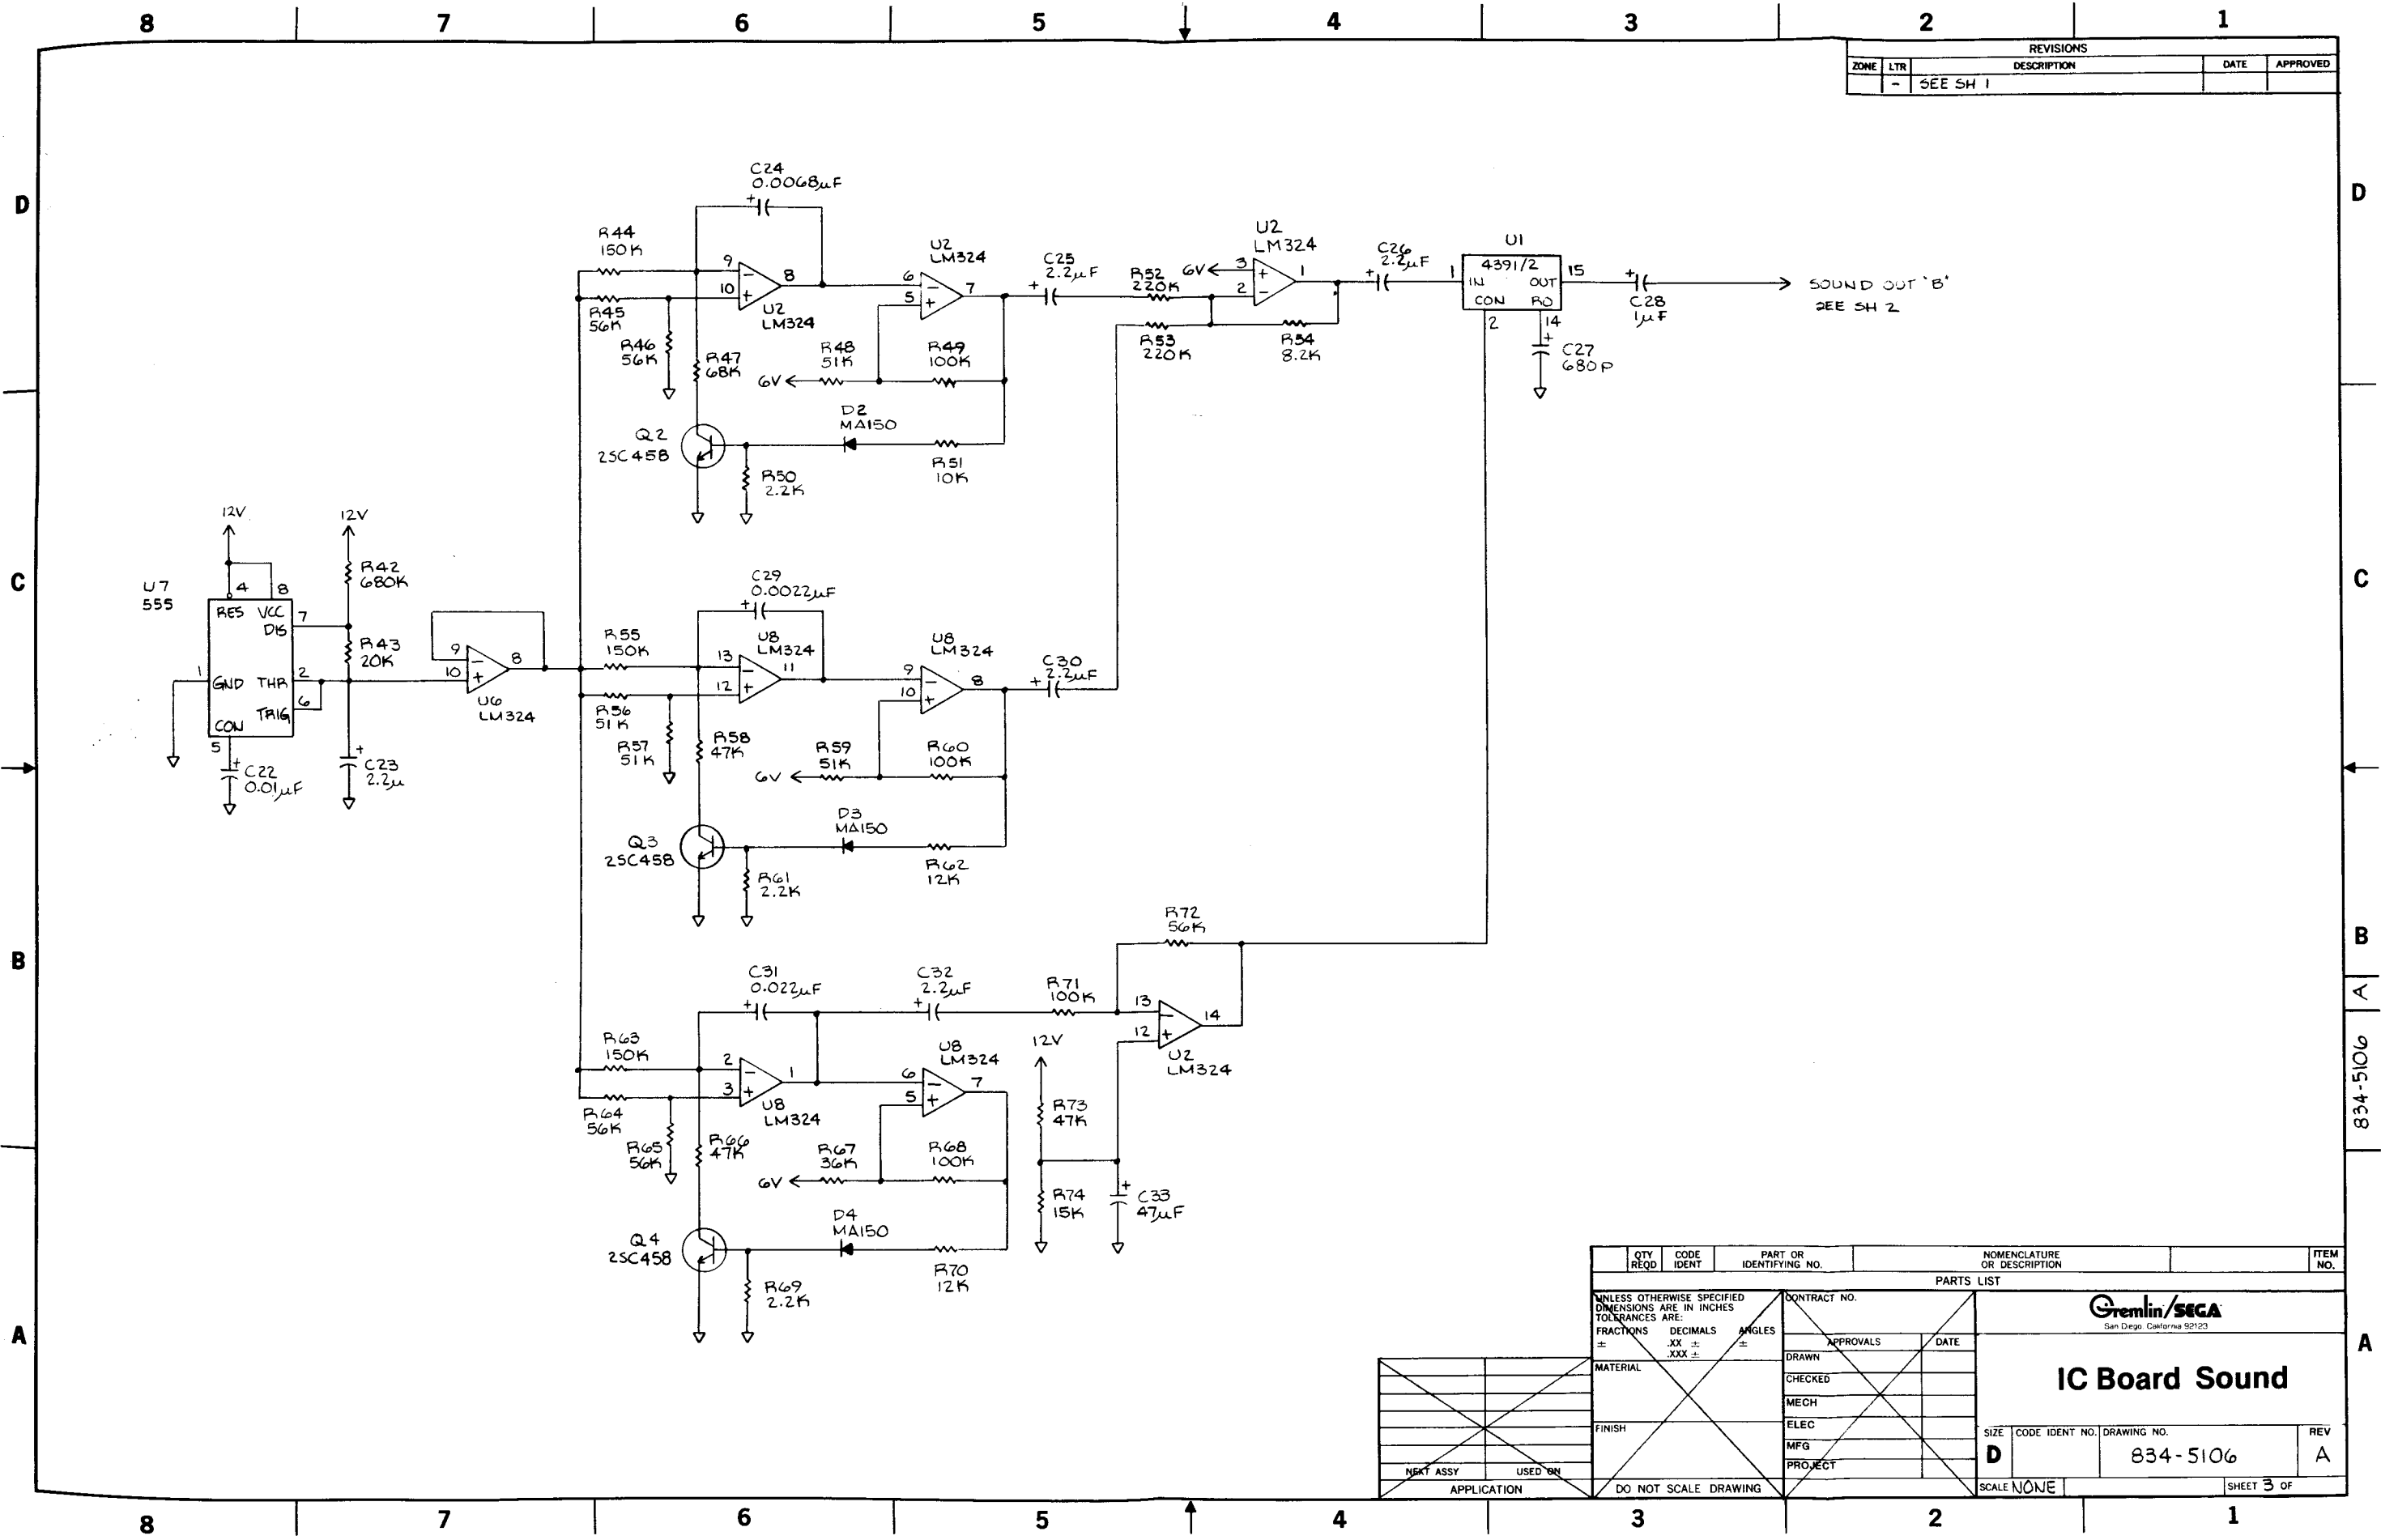 8 7 6 5 4 3 2 1
REVISIONS
ZONE LTR DESCRIPTION DATE APPROVED
- SEE SH 1
D
D
C24
0.0068µF
R44
150K
9
10
8
U2
LM324
R45
56K
R46
56K
R47
68K
U2
LM324
6
5
7
R48
51K
R49
100K
6V
D2
MA150
Q2
2SC458
R50
2.2K
R51
10K
C25
2.2µF
R52
220K
R53
220K
U2
LM324
6V
3
2
1
R54
8.2K
C26
2.2µF
U1
4391/2
1
IN OUT
CON RO
15
2
14
C27
680P
C28
1µF
SOUND OUT "B"
SEE SH 2
C
C
12V
12V
U7
555
4
8
RES VCC
DIS
7
1
GND THR
2
TRIG
6
CON
5
R42
680K
R43
20K
C22
0.01µF
C23
2.2µ
9
10
8
U6
LM324
C29
0.0022µF
R55
150K
13
12
11
U8
LM324
R56
51K
R57
51K
R58
47K
U8
LM324
9
10
8
R59
51K
R60
100K
6V
D3
MA150
Q3
2SC458
R61
2.2K
R62
12K
C30
2.2µF
B
B
R72
56K
C31
0.022µF
C32
2.2µF
R71
100K
13
12
14
U2
LM324
R63
150K
2
3
1
U8
LM324
R64
56K
R65
56K
R66
47K
U8
LM324
6
5
7
R67
36K
R68
100K
6V
D4
MA150
Q4
2SC458
R69
2.2K
R70
12K
12V
R73
47K
R74
15K
C33
47µF
A
834-5106
A
A
QTY REQD
CODE IDENT
PART OR IDENTIFYING NO.
NOMENCLATURE OR DESCRIPTION
ITEM NO.
PARTS LIST
UNLESS OTHERWISE SPECIFIED
DIMENSIONS ARE IN INCHES
TOLERANCES ARE:
FRACTIONS DECIMALS ANGLES
± .XX ± ±
.XXX ±
MATERIAL
FINISH
DO NOT SCALE DRAWING
NEXT ASSY USED ON
APPLICATION
CONTRACT NO.
APPROVALS DATE
DRAWN
CHECKED
MECH
ELEC
MFG
PROJECT
Gremlin/SEGA
San Diego, California 92123
IC Board Sound
SIZE CODE IDENT NO. DRAWING NO. REV
D 834-5106 A
SCALE NONE SHEET 3 OF
8 7 6 5 4 3 2 1